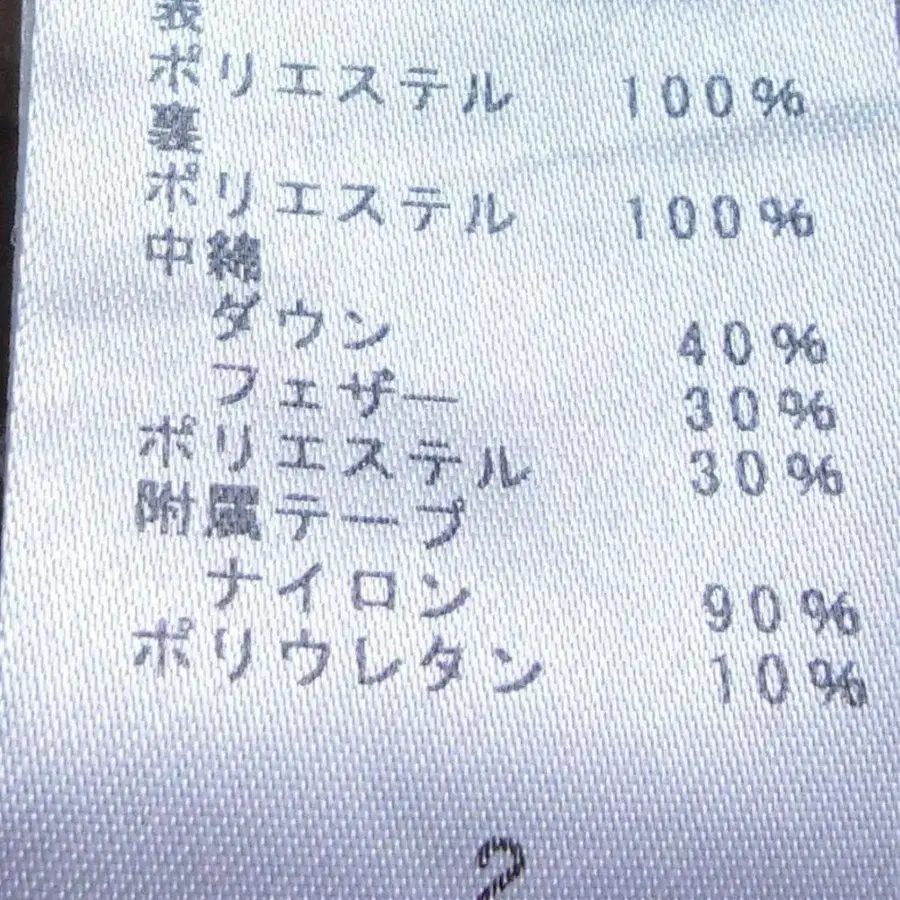 表
ポリエステル 100%
裏
ポリエステル 100%
中綿
ダウン 40%
フェザー 30%
ポリエステル 30%
附属テープ
ナイロン 90%
ポリウレタン 10%
2